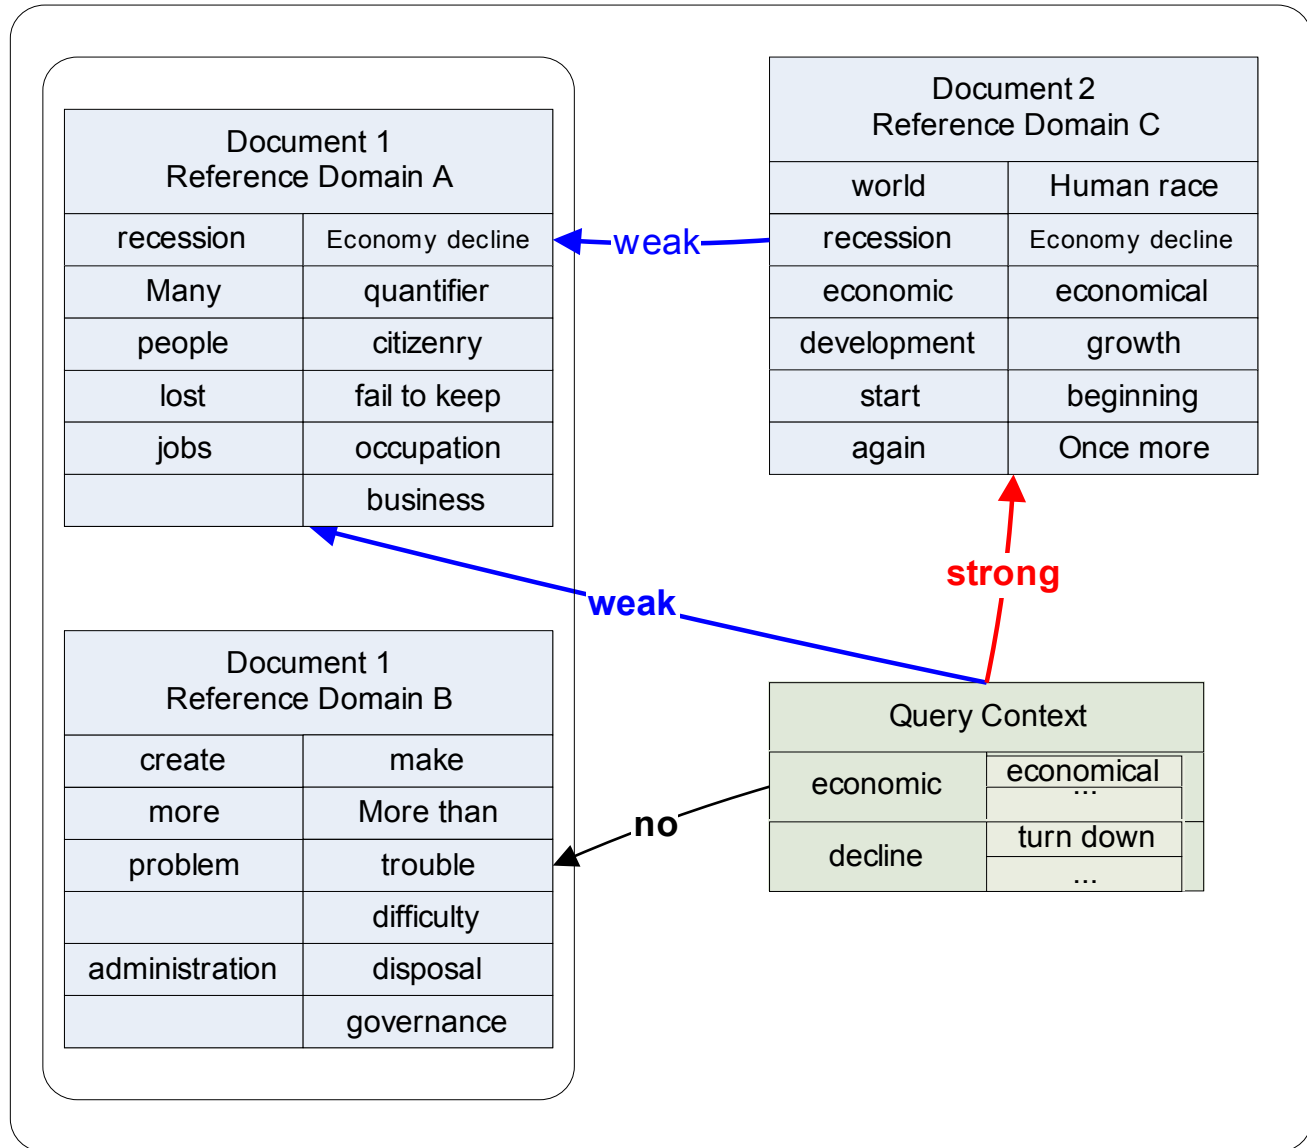 Document 1
Reference Domain A
recession Economy decline
Many quantifier
people citizenry
lost fail to keep
jobs occupation
business
Document 2
Reference Domain C
world Human race
recession Economy decline
economic economical
development growth
start beginning
again Once more
weak
weak
strong
Document 1
Reference Domain B
create make
more More than
problem trouble
difficulty
administration disposal
governance
no
Query Context
economic economical
...
decline turn down
...